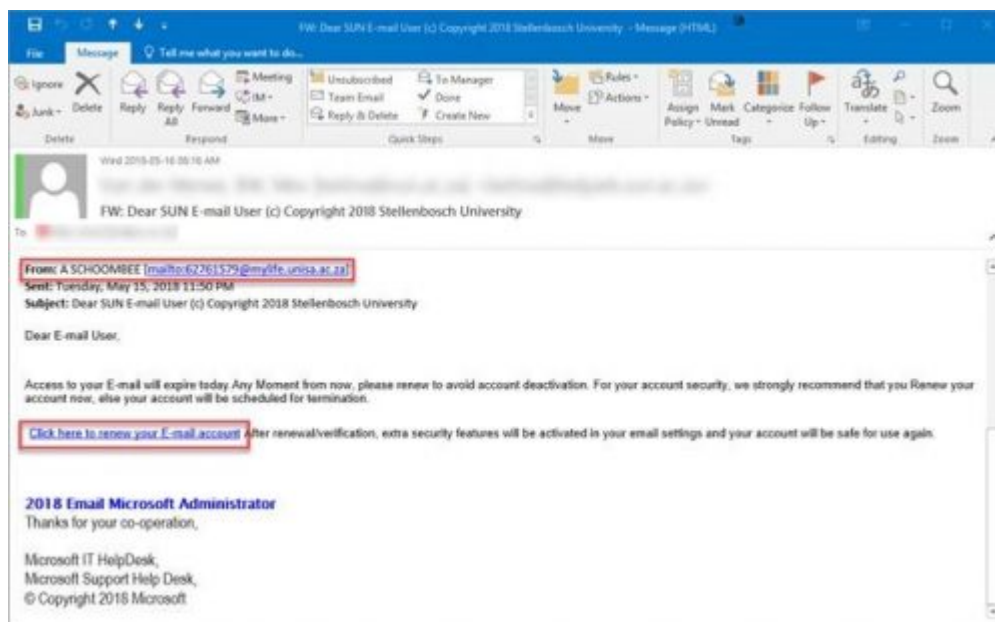 FW: Dear SUN E-mail User (c) Copyright 2018 Stellenbosch University - Message (HTML)
File Message Tell me what you want to do...
Ignore Delete Reply Reply All Forward Meeting Unsubscribed To Manager Move Rules Assign Policy Mark Unread Categorize Follow Up Translate Zoom
Junk IM Team Email Done Actions
More Reply & Delete Create New
Delete Respond Quick Steps Move Tags Editing Zoom
Wed 2018-05-16 AM
FW: Dear SUN E-mail User (c) Copyright 2018 Stellenbosch University
To
From: A SCHOOMBEE [mailto:62761579@mylife.unisa.ac.za]
Sent: Tuesday, May 15, 2018 11:50 PM
Subject: Dear SUN E-mail User (c) Copyright 2018 Stellenbosch University
Dear E-mail User,
Access to your E-mail will expire today Any Moment from now, please renew to avoid account deactivation. For your account security, we strongly recommend that you Renew your
account now, else your account will be scheduled for termination.
Click here to renew your E-mail account After renewal/verification, extra security features will be activated in your email settings and your account will be safe for use again.
2018 Email Microsoft Administrator
Thanks for your co-operation,
Microsoft IT HelpDesk,
Microsoft Support Help Desk,
© Copyright 2018 Microsoft